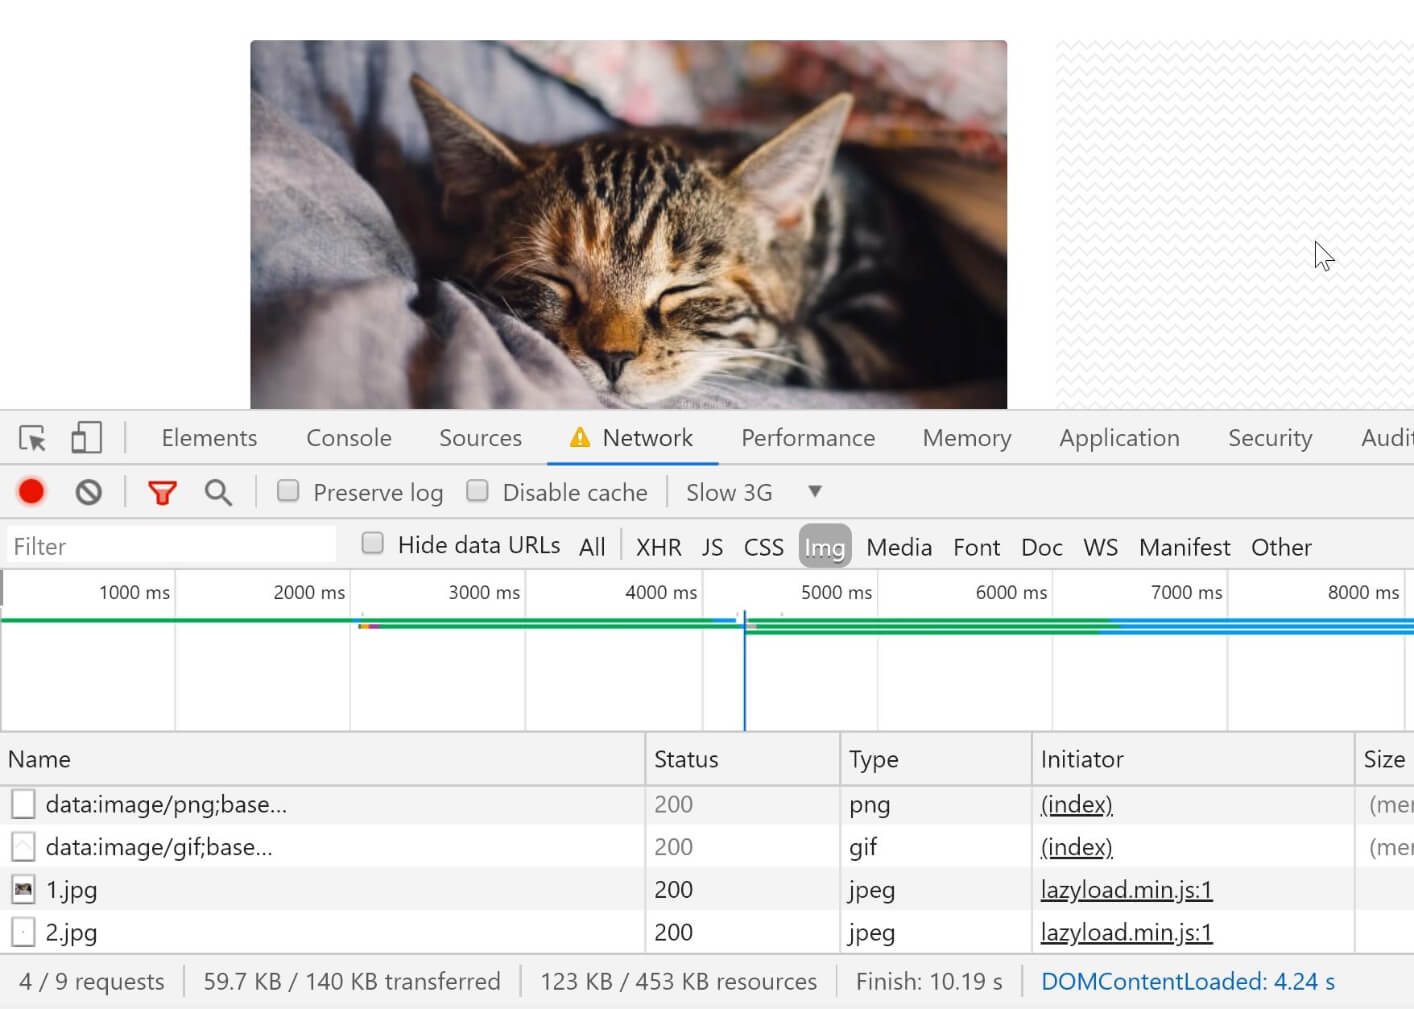 Elements Console Sources Network Performance Memory Application Security Audit
Preserve log Disable cache Slow 3G
Filter Hide data URLs All XHR JS CSS Img Media Font Doc WS Manifest Other
1000 ms 2000 ms 3000 ms 4000 ms 5000 ms 6000 ms 7000 ms 8000 ms
Name Status Type Initiator Size
data:image/png;base... 200 png (index) (mer
data:image/gif;base... 200 gif (index) (mer
1.jpg 200 jpeg lazyload.min.js:1
2.jpg 200 jpeg lazyload.min.js:1
4 / 9 requests 59.7 KB / 140 KB transferred 123 KB / 453 KB resources Finish: 10.19 s DOMContentLoaded: 4.24 s